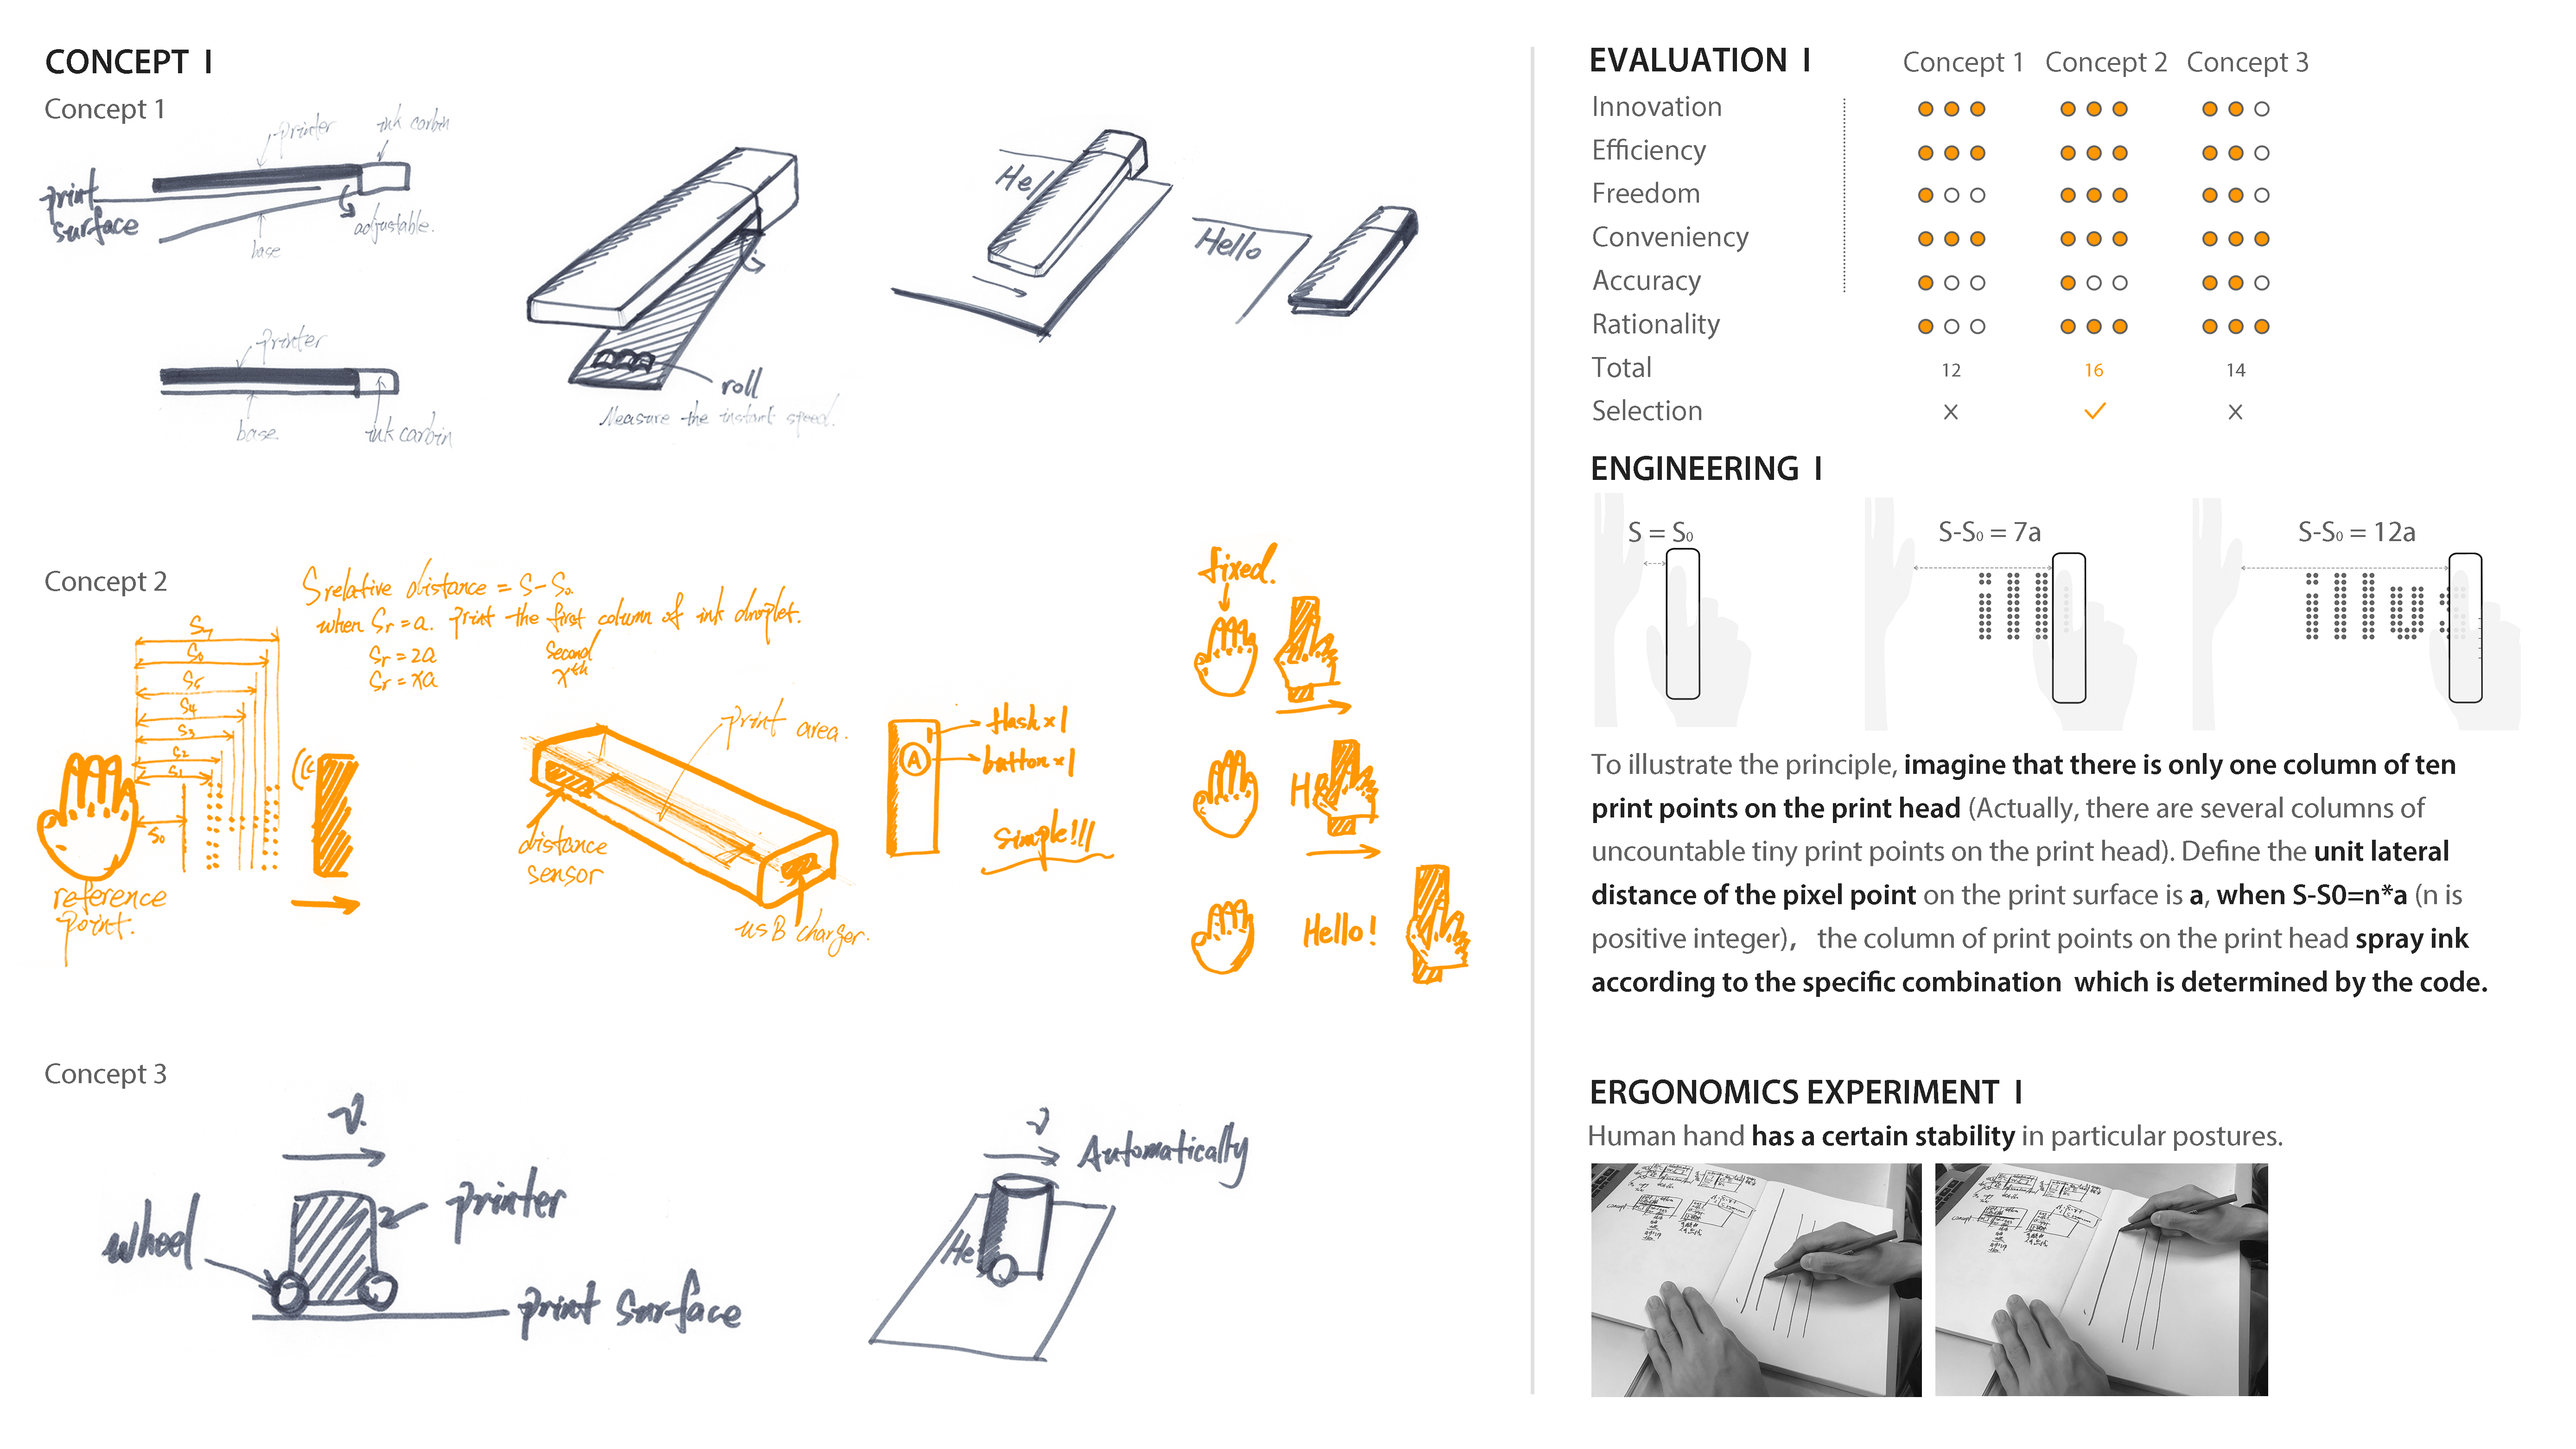 CONCEPT I
Concept 1
printer
ink carbin
print
surface
base
adjustable.
printer
base
ink carbin
roll
Measure the instant speed.
Hel
Hello
Concept 2
Srelative distance = S-S₀.
when Sr = a. print the first column of ink droplet.
Sr = 2a second
Sr = xa xth
S7
S6
S5
S4
S3
S2
S1
S0
reference
point.
print area.
distance
sensor
usB charger.
flash x1
A
button x1
Simple!!!
fixed.
He
Hello!
Concept 3
v.
wheel
printer
print surface
v
Automatically
He
EVALUATION I Concept 1 Concept 2 Concept 3
Innovation
Efficiency
Freedom
Conveniency
Accuracy
Rationality
Total 12 16 14
Selection × ✓ ×
ENGINEERING I
S = S₀
S-S₀ = 7a
S-S₀ = 12a
ill
illus
To illustrate the principle, imagine that there is only one column of ten
print points on the print head (Actually, there are several columns of
uncountable tiny print points on the print head). Define the unit lateral
distance of the pixel point on the print surface is a, when S-S0=n*a (n is
positive integer), the column of print points on the print head spray ink
according to the specific combination which is determined by the code.
ERGONOMICS EXPERIMENT I
Human hand has a certain stability in particular postures.